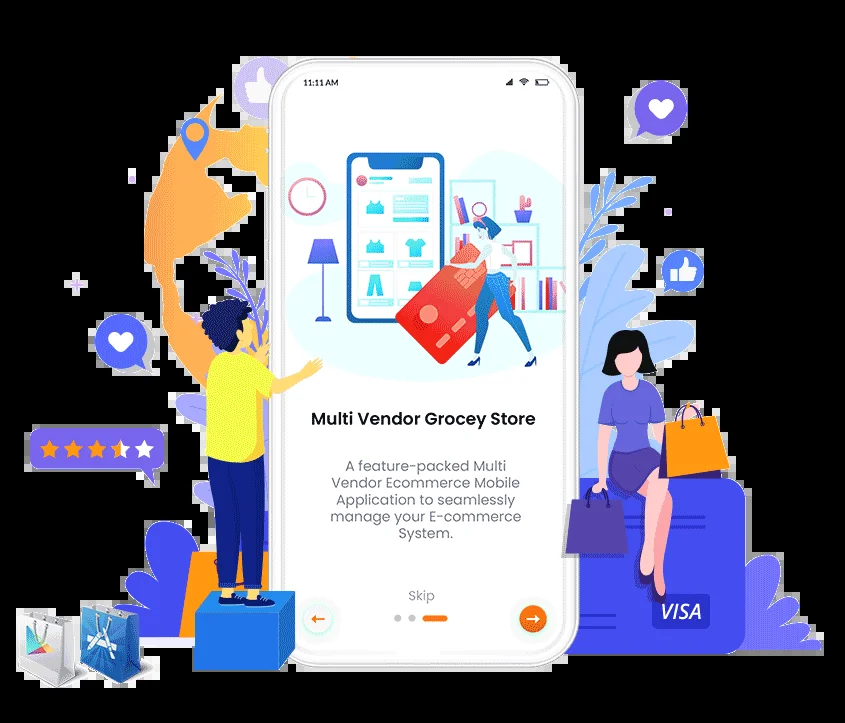 11:11 AM
Multi Vendor Grocey Store
A feature-packed Multi
Vendor Ecommerce Mobile
Application to seamlessly
manage your E-commerce
System.
Skip
VISA